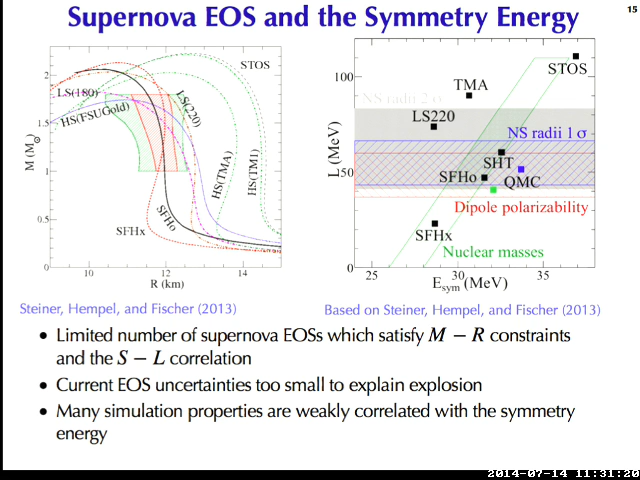 Supernova EOS and the Symmetry Energy
15
STOS
LS(180)
HS(FSUGold)
LS(220)
HS(TMA)
HS(TM1)
SFHo
SFHx
2
1.5
1
0.5
0
M (M⊙)
10
12
14
R (km)
100
50
0
L (MeV)
NS radii 2 σ
TMA
STOS
LS220
NS radii 1 σ
SHT
SFHo
QMC
Dipole polarizability
SFHx
Nuclear masses
25
30
35
E_sym (MeV)
Steiner, Hempel, and Fischer (2013)
Based on Steiner, Hempel, and Fischer (2013)
• Limited number of supernova EOSs which satisfy M − R constraints
and the S − L correlation
• Current EOS uncertainties too small to explain explosion
• Many simulation properties are weakly correlated with the symmetry
energy
2014-07-14 11:31:20